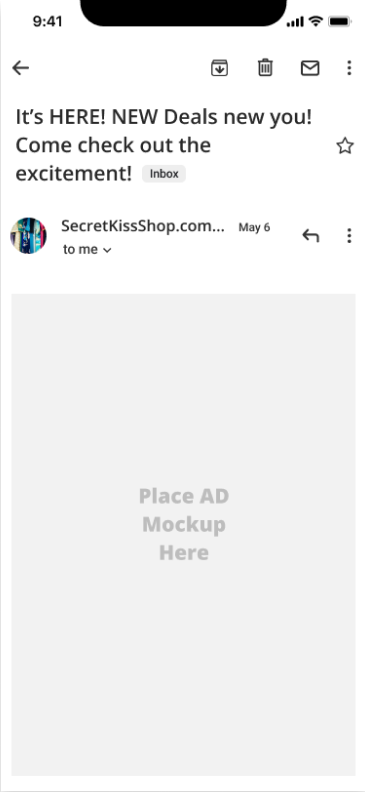 9:41
It’s HERE! NEW Deals new you!
Come check out the
excitement! Inbox
SecretKissShop.com... May 6
to me
Place AD
Mockup
Here